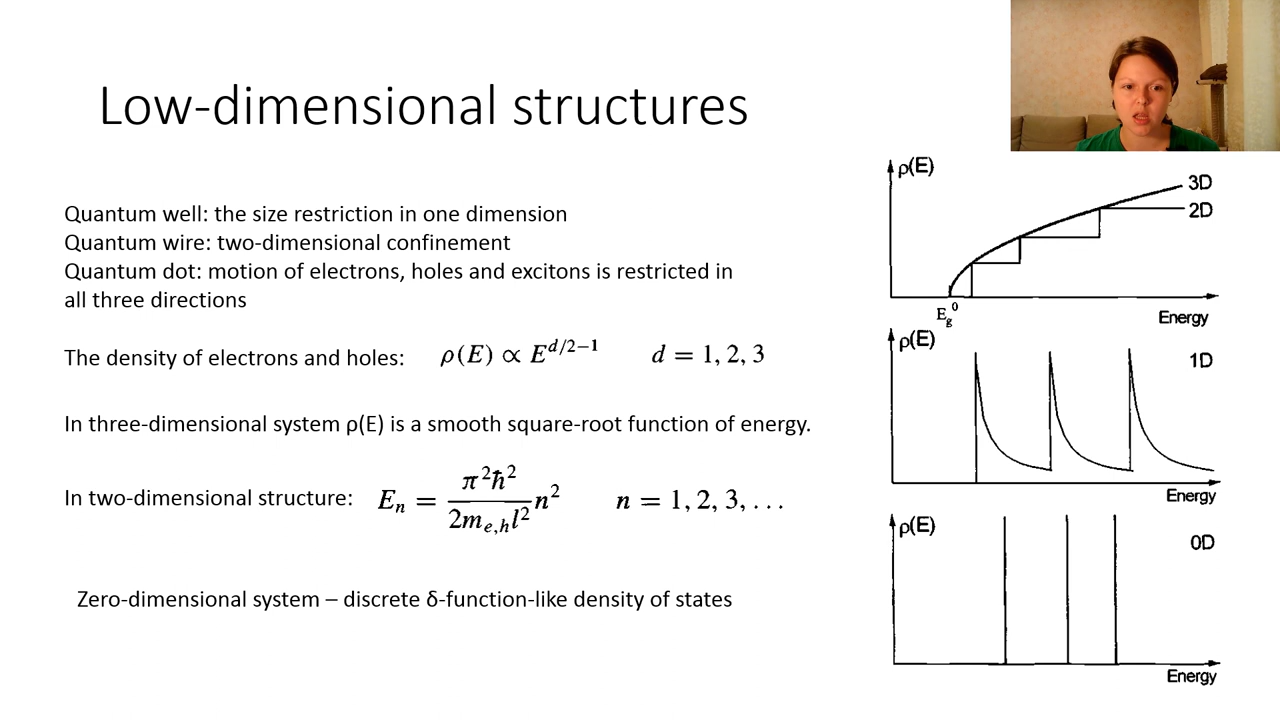 Low-dimensional structures
Quantum well: the size restriction in one dimension
Quantum wire: two-dimensional confinement
Quantum dot: motion of electrons, holes and excitons is restricted in
all three directions
The density of electrons and holes: ρ(E) ∝ E^{d/2−1} d = 1, 2, 3
In three-dimensional system ρ(E) is a smooth square-root function of energy.
In two-dimensional structure: E_n = \frac{π²ħ²}{2m_{e,h}l²} n² n = 1, 2, 3, . . .
Zero-dimensional system – discrete δ-function-like density of states
ρ(E)
3D
2D
E_g^0
Energy
ρ(E)
1D
Energy
ρ(E)
0D
Energy